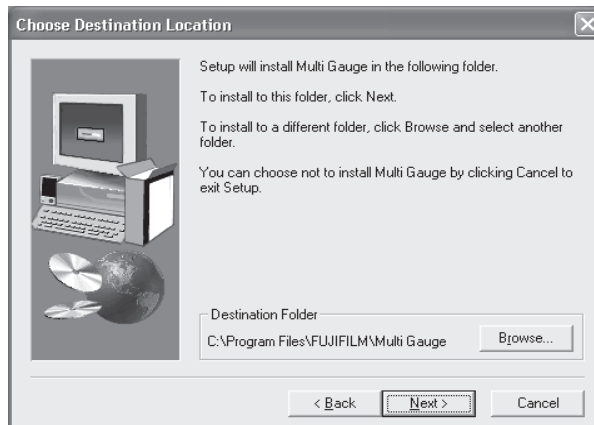 Choose Destination Location
Setup will install Multi Gauge in the following folder.
To install to this folder, click Next.
To install to a different folder, click Browse and select another
folder.
You can choose not to install Multi Gauge by clicking Cancel to
exit Setup.
Destination Folder
C:\Program Files\FUJIFILM\Multi Gauge
Browse...
< Back
Next >
Cancel